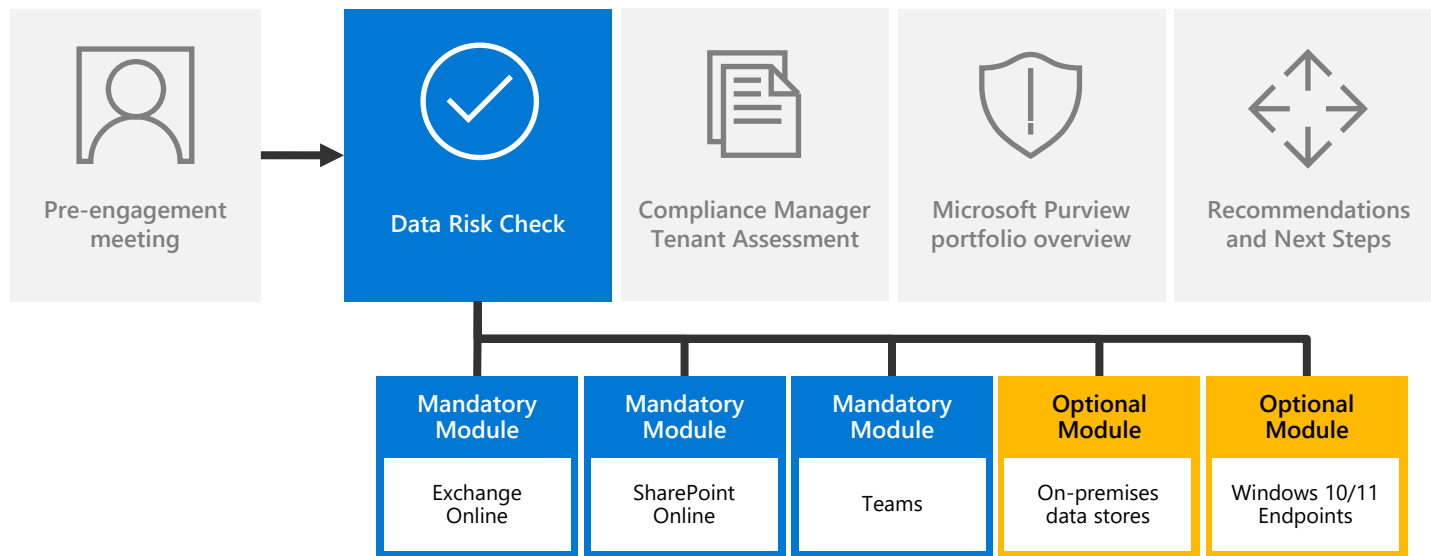 Pre-engagement
meeting
Data Risk Check
Compliance Manager
Tenant Assessment
Microsoft Purview
portfolio overview
Recommendations
and Next Steps
Mandatory
Module
Exchange
Online
Mandatory
Module
SharePoint
Online
Mandatory
Module
Teams
Optional
Module
On-premises
data stores
Optional
Module
Windows 10/11
Endpoints